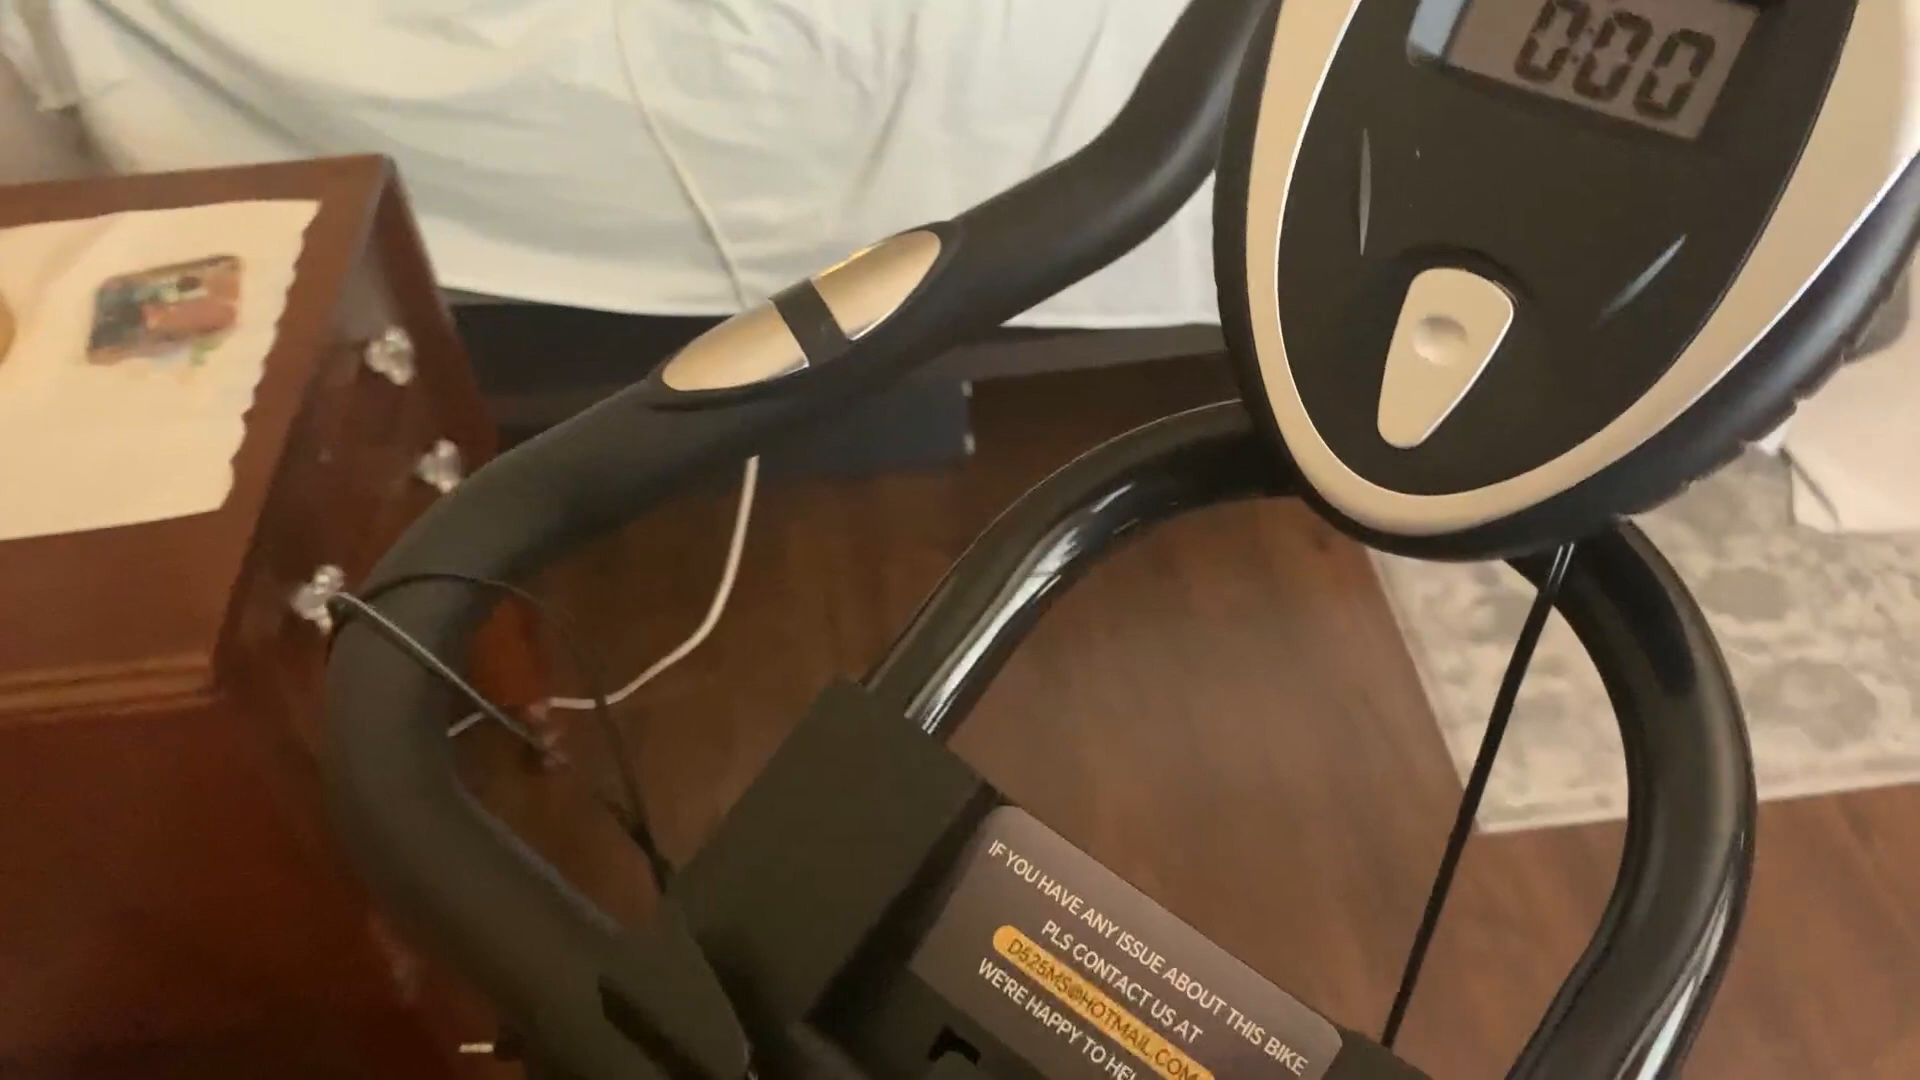 0:00
IF YOU HAVE ANY ISSUE ABOUT THIS BIKE
PLS CONTACT US AT
D525MS@HOTMAIL.COM
WE'RE HAPPY TO